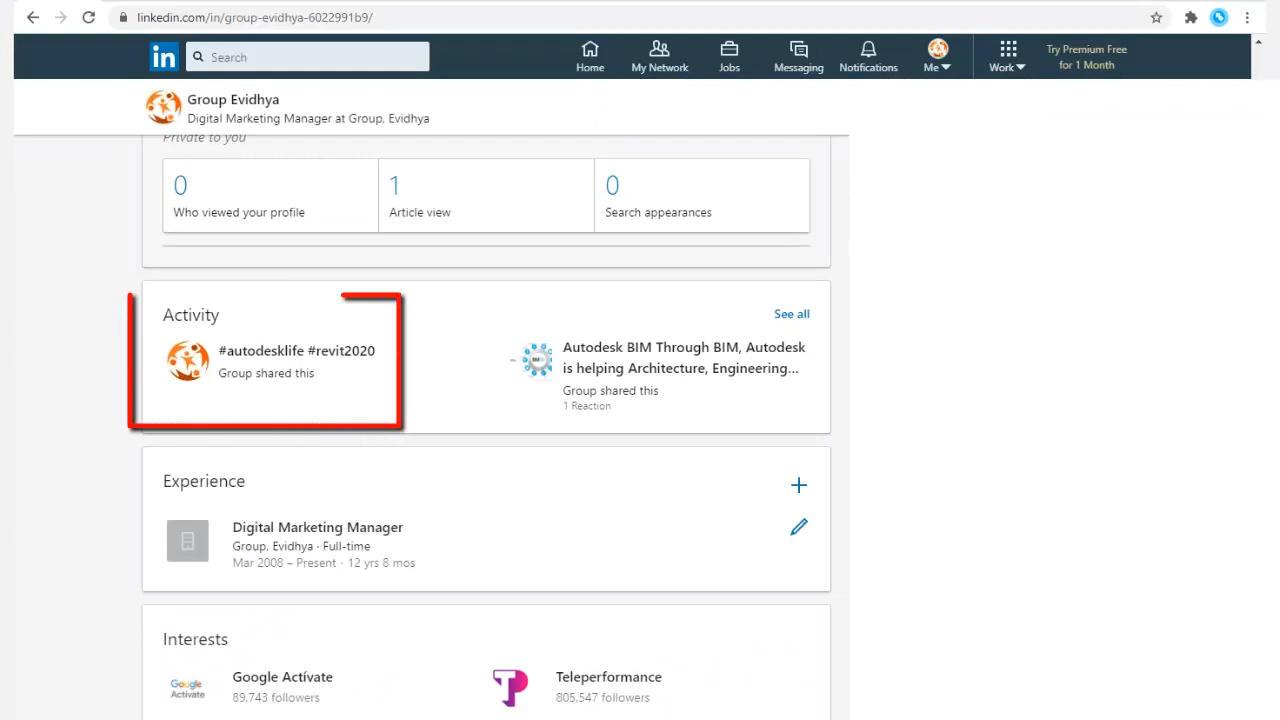 linkedin.com/in/group-evidhya-6022991b9/
in
Search
Home
My Network
Jobs
Messaging
Notifications
Me
Work
Try Premium Free
for 1 Month
Group Evidhya
Digital Marketing Manager at Group, Evidhya
Private to you
0
Who viewed your profile
1
Article view
0
Search appearances
Activity
See all
#autodesklife #revit2020
Group shared this
Autodesk BIM Through BIM, Autodesk
is helping Architecture, Engineering...
Group shared this
1 Reaction
Experience
Digital Marketing Manager
Group, Evidhya · Full-time
Mar 2008 – Present · 12 yrs 8 mos
Interests
Google
Activate
Google Actívate
89,743 followers
Teleperformance
805,547 followers